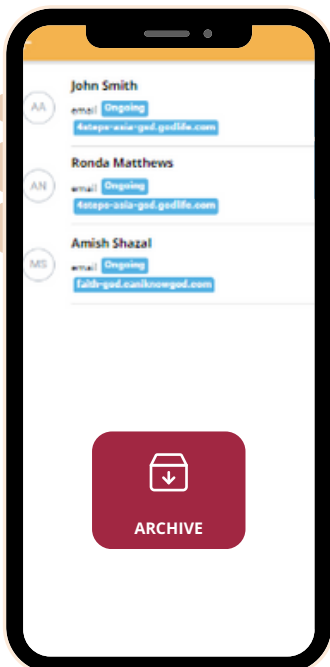 John Smith
AA
email Ongoing
4steps-asia-god.godlife.com
Ronda Matthews
AN
email Ongoing
4steps-asia-god.godlife.com
Amish Shazal
MS
email Ongoing
faith-god.caniknowgod.com
ARCHIVE